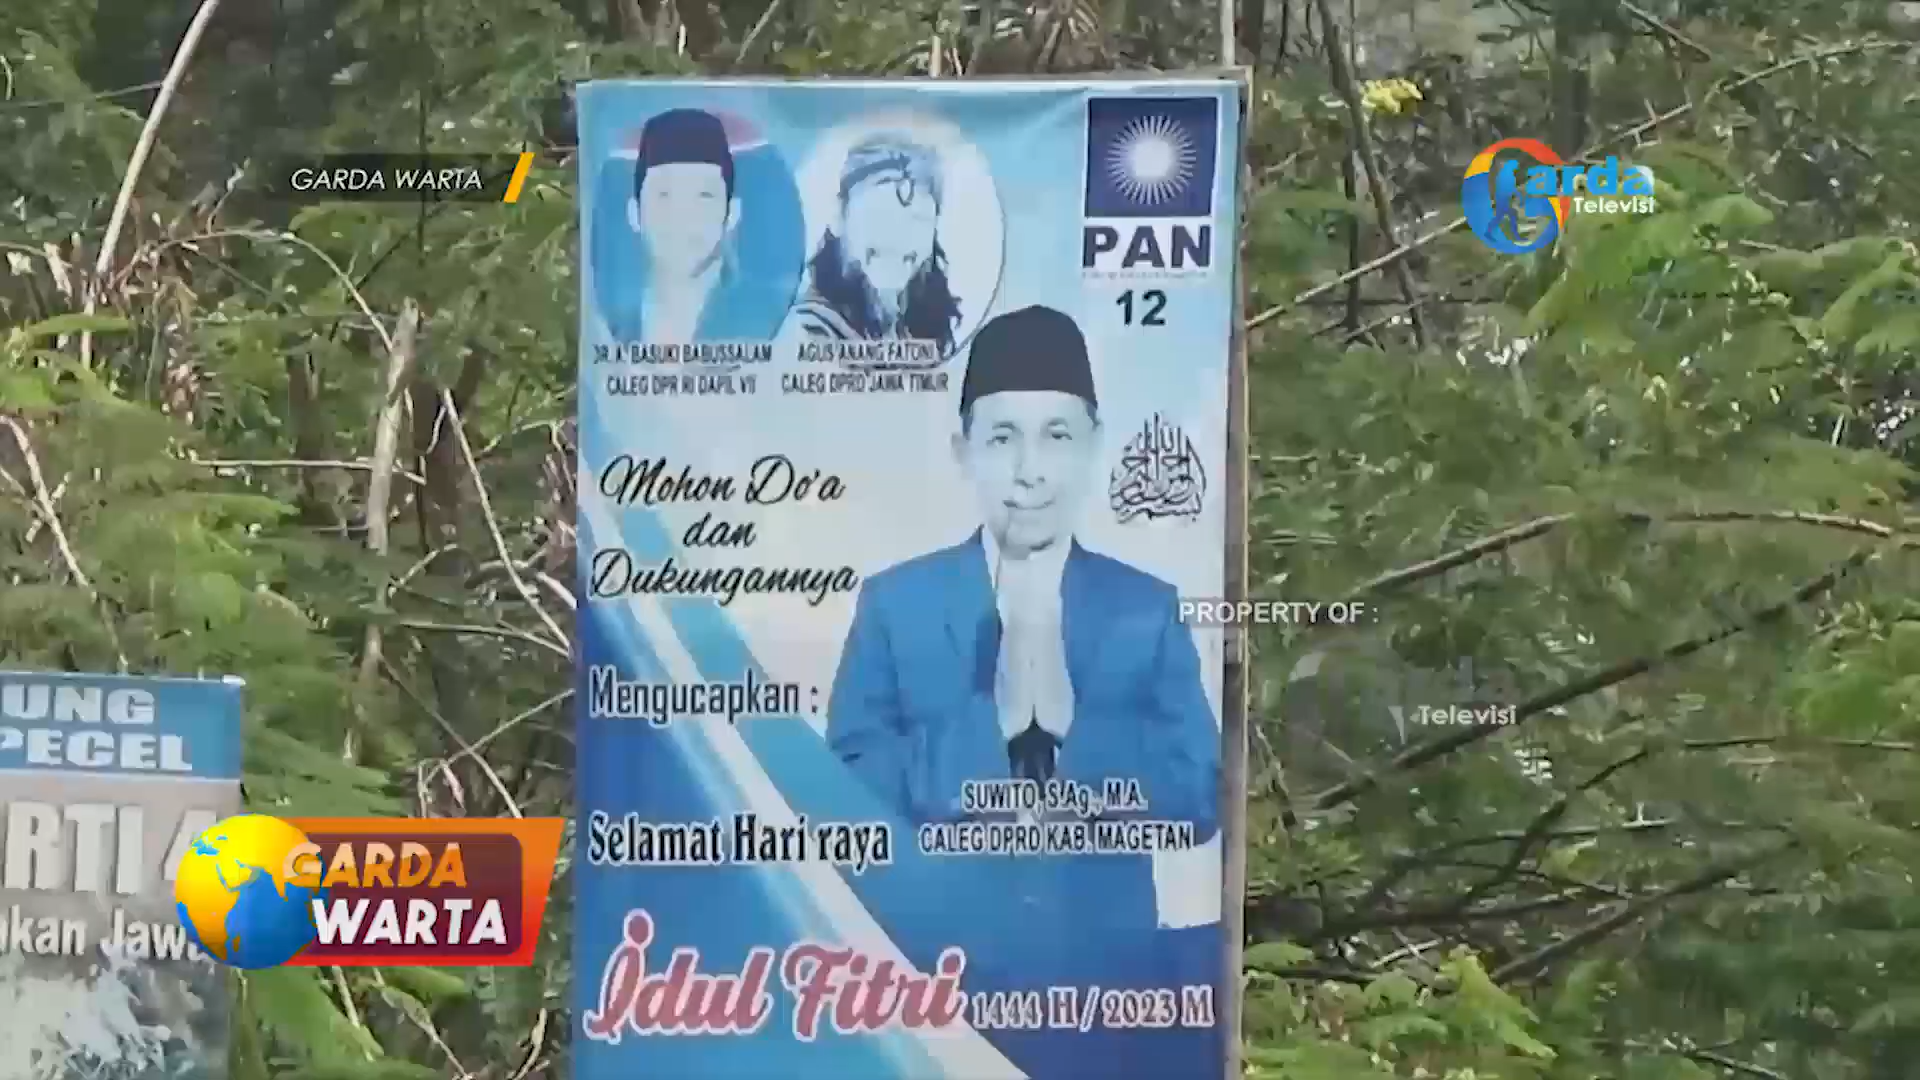 GARDA WARTA
Garda
Televisi
PAN
12
DR. A. BASUKI BABUSSALAM
CALEG DPR RI DAPIL VII
AGUS ANANG FATONI
CALEG DPRD JAWA TIMUR
Mohon Do'a
dan
Dukungannya
Mengucapkan :
PROPERTY OF :
Televisi
SUWITO, S.Ag., M.A.
CALEG DPRD KAB. MAGETAN
Selamat Hari raya
Idul Fitri 1444 H / 2023 M
UNG
PECEL
RTI 4
GARDA
WARTA